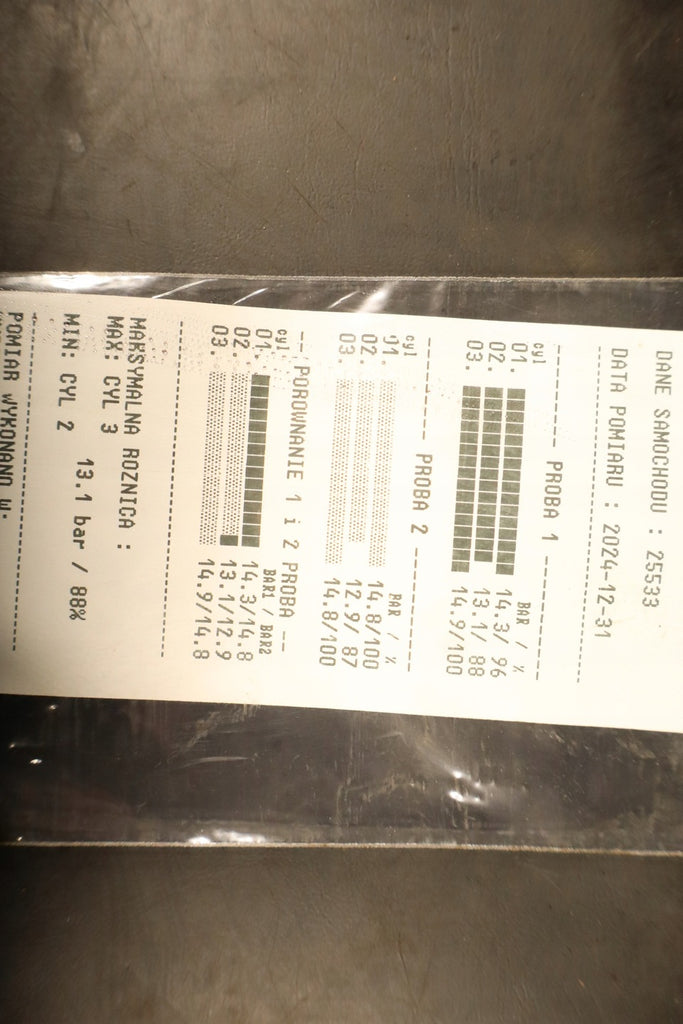 DANE SAMOCHODU : 25533
DATA POMIARU : 2024-12-31
------- PROBA 1 -------
cyl BAR / %
01. 14.3/ 96
02. 13.1/ 88
03. 14.9/100
------- PROBA 2 -------
cyl BAR / %
01. 14.8/100
02. 12.9/ 87
03. 14.8/100
-- POROWNANIE 1 i 2 PROBA --
cyl BAR1 / BAR2
01. 14.3/14.8
02. 13.1/12.9
03. 14.9/14.8
MAKSYMALNA ROZNICA :
MAX: CYL 3
MIN: CYL 2 13.1 bar / 88%
POMIAR WYKONANO W: